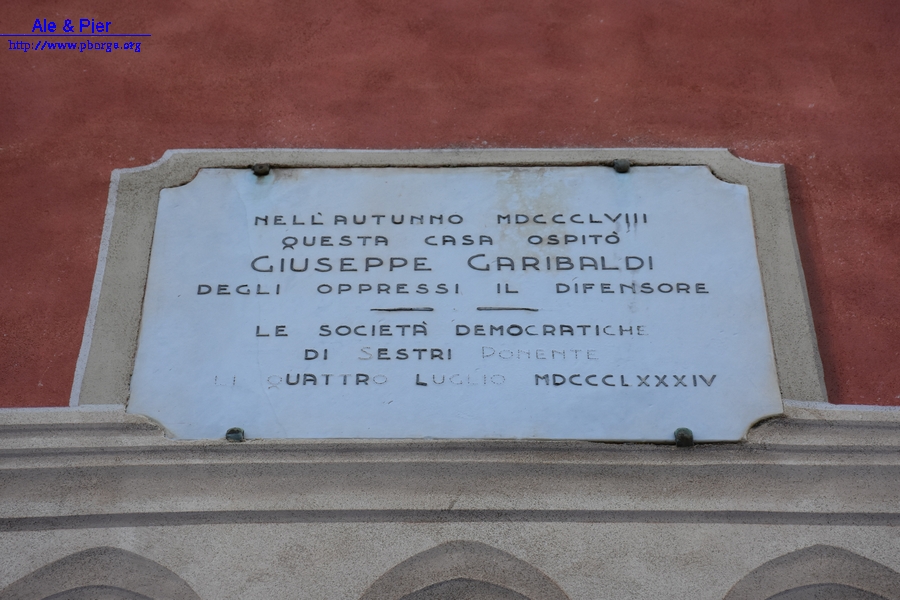 Ale & Pier
http://www.pborgs.org
NELL'AUTUNNO MDCCCLVIII
QUESTA CASA OSPITÒ
GIUSEPPE GARIBALDI
DEGLI OPPRESSI IL DIFENSORE
LE SOCIETÀ DEMOCRATICHE
DI SESTRI PONENTE
LI QUATTRO LUGLIO MDCCCLXXXIV